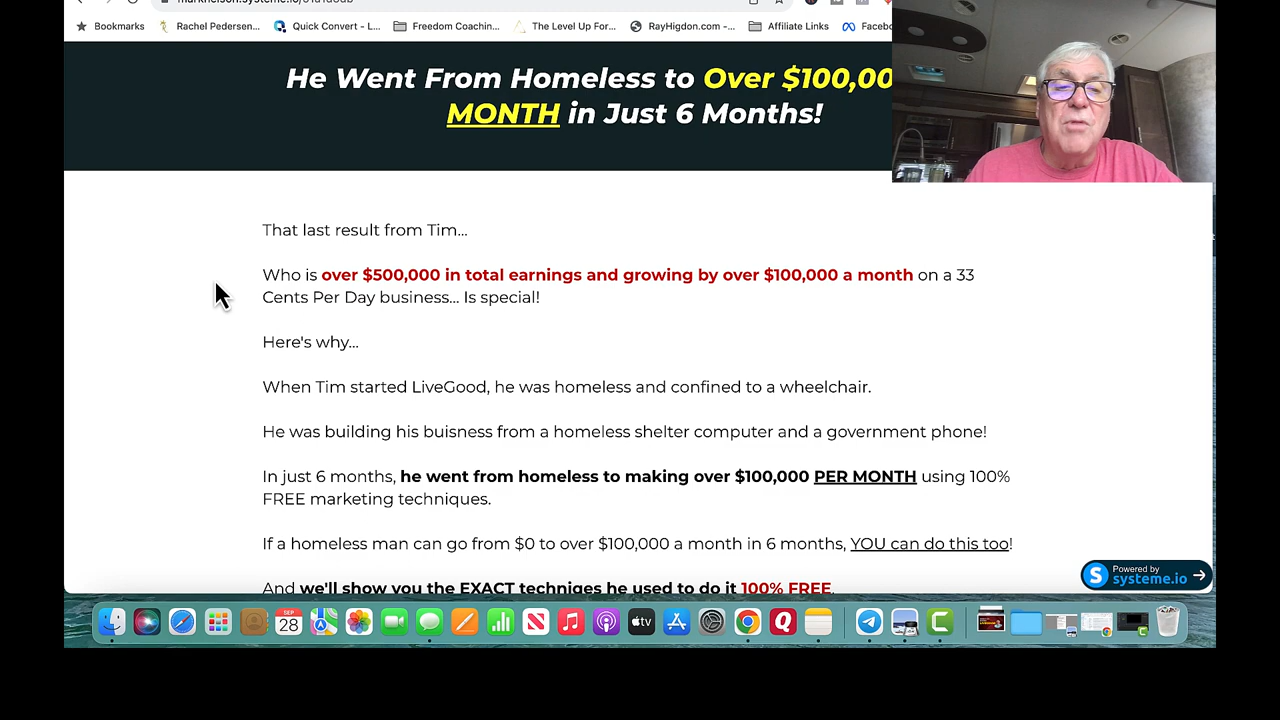 Bookmarks
Rachel Pedersen...
Quick Convert - L...
Freedom Coachin...
The Level Up For...
RayHigdon.com -...
Affiliate Links
He Went From Homeless to Over $100,00
MONTH in Just 6 Months!
That last result from Tim...
Who is over $500,000 in total earnings and growing by over $100,000 a month on a 33
Cents Per Day business... Is special!
Here's why...
When Tim started LiveGood, he was homeless and confined to a wheelchair.
He was building his buisness from a homeless shelter computer and a government phone!
In just 6 months, he went from homeless to making over $100,000 PER MONTH using 100%
FREE marketing techniques.
If a homeless man can go from $0 to over $100,000 a month in 6 months, YOU can do this too!
And we'll show you the EXACT techniqes he used to do it 100% FREE.
Powered by
systeme.io
SEP
28
tv